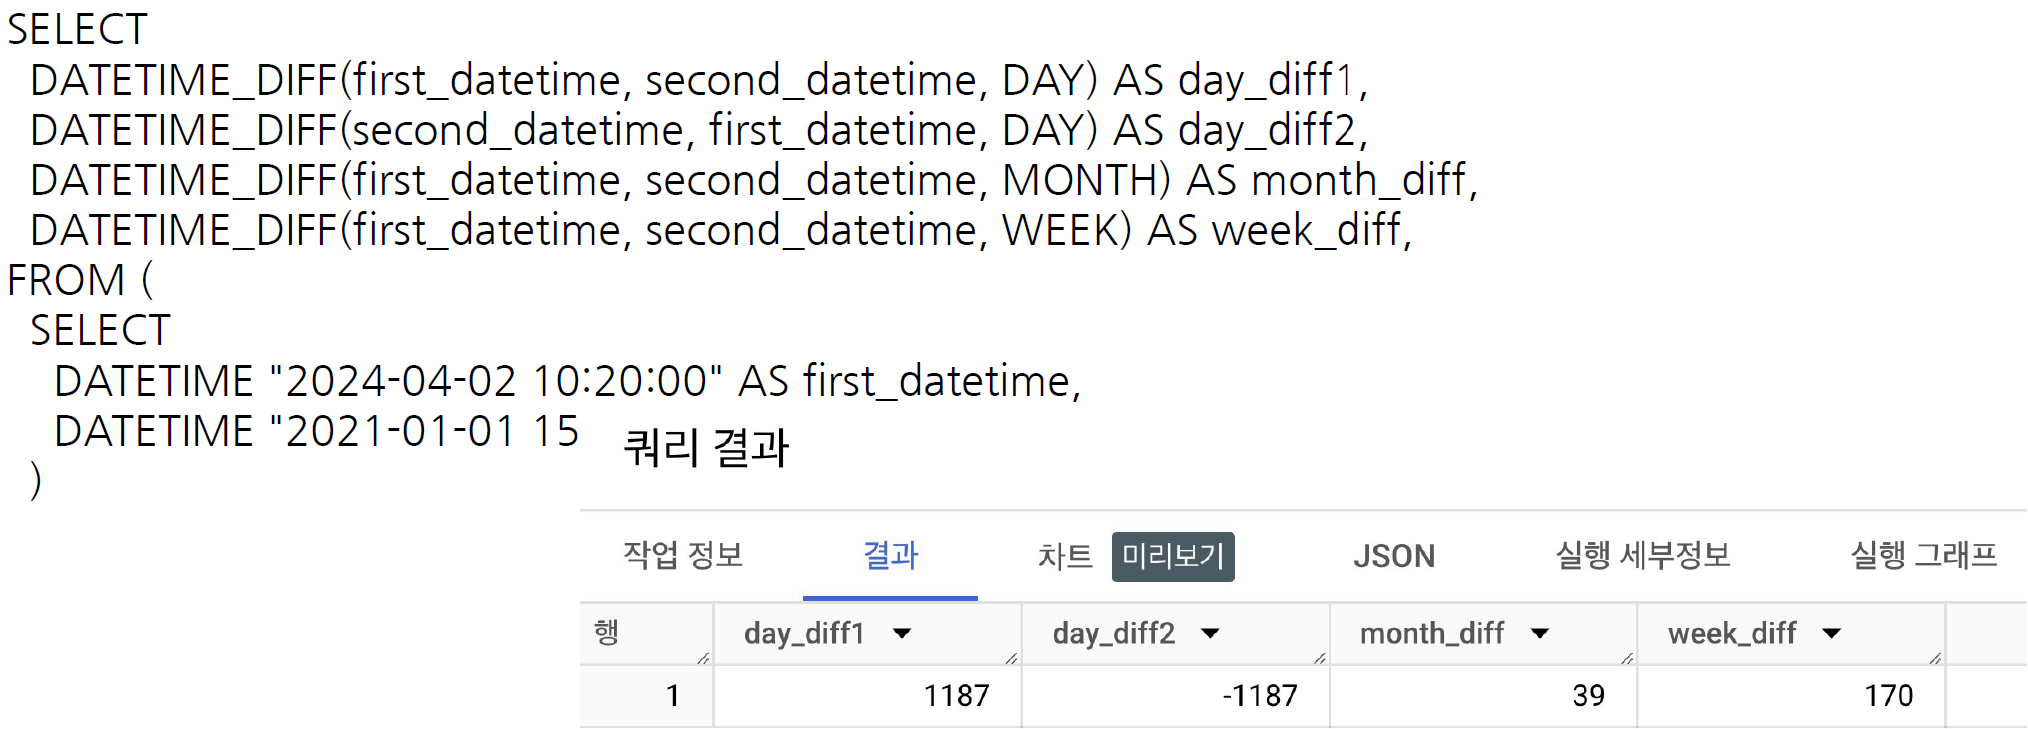 SELECT
DATETIME_DIFF(first_datetime, second_datetime, DAY) AS day_diff1,
DATETIME_DIFF(second_datetime, first_datetime, DAY) AS day_diff2,
DATETIME_DIFF(first_datetime, second_datetime, MONTH) AS month_diff,
DATETIME_DIFF(first_datetime, second_datetime, WEEK) AS week_diff,
FROM (
SELECT
DATETIME "2024-04-02 10:20:00" AS first_datetime,
DATETIME "2021-01-01 15
)
쿼리 결과
작업 정보 결과 차트 미리보기 JSON 실행 세부정보 실행 그래프
행 day_diff1 day_diff2 month_diff week_diff
1 1187 -1187 39 170